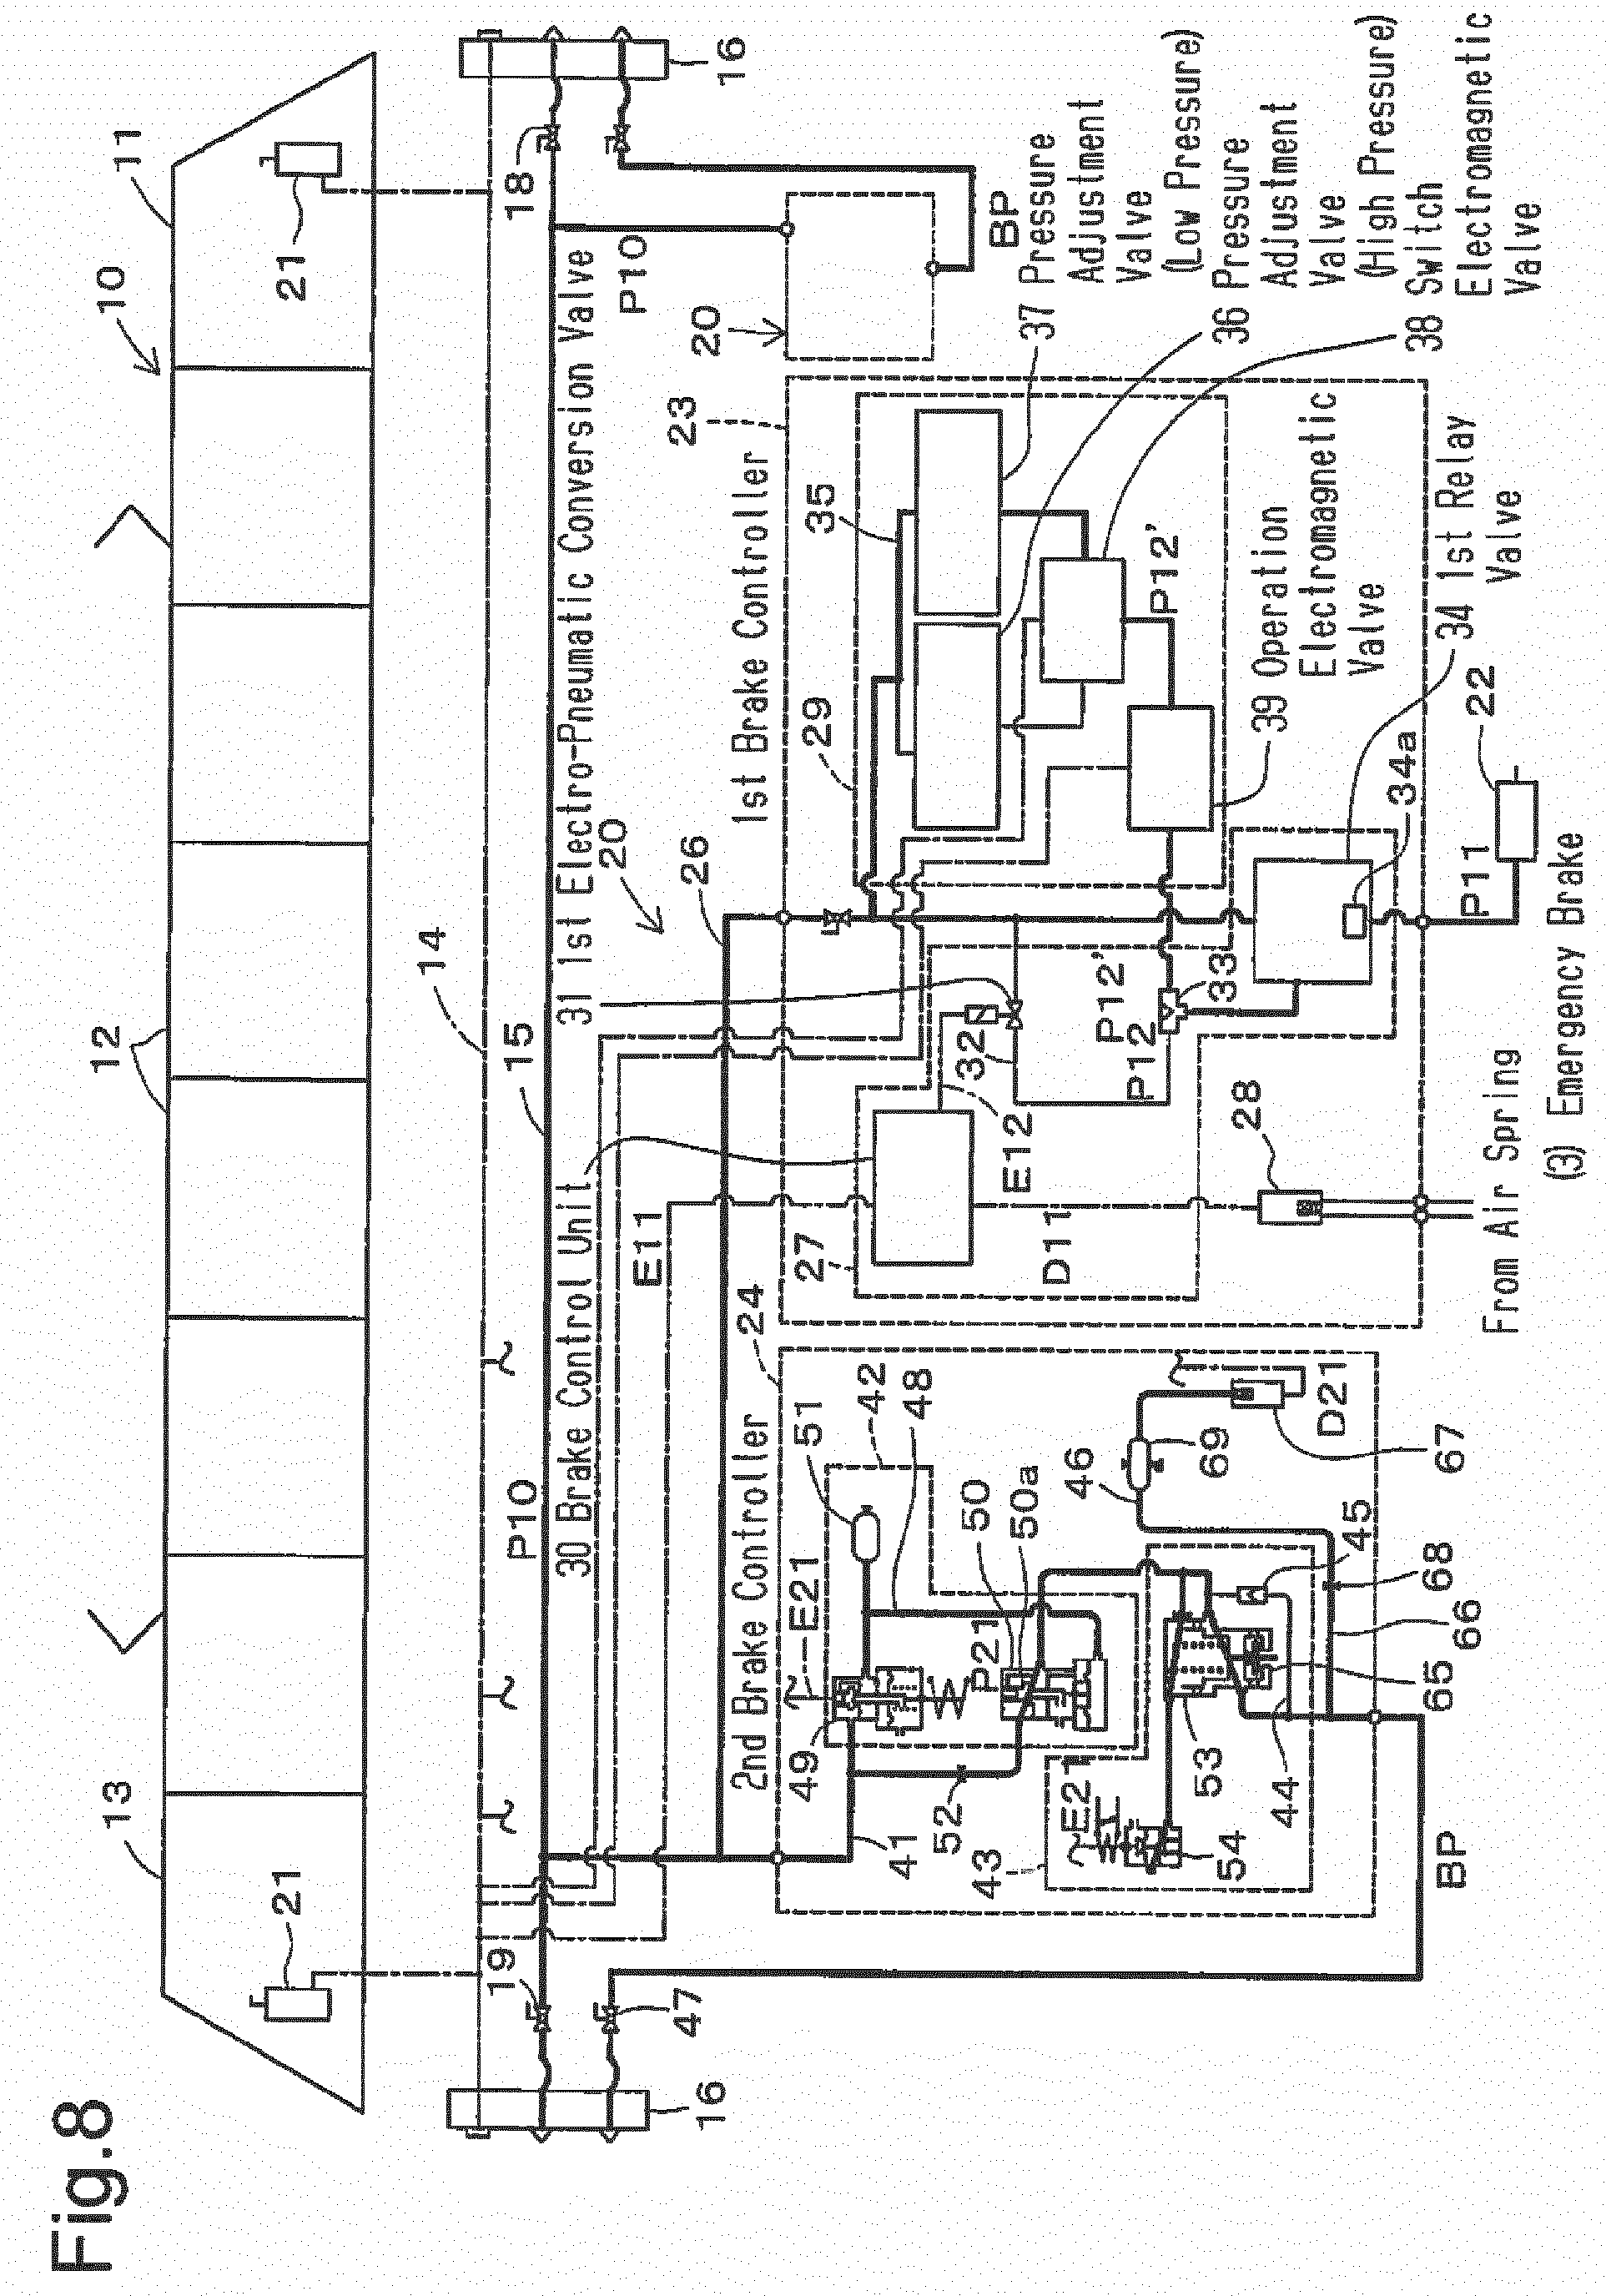 Fig.8
13
12
10
11
21
21
14
19
P10
15
18
16
16
47
30 Brake Control Unit
31 1st Electro-Pneumatic Conversion Valve
E11
20
P10
26
23
20
2nd Brake Controller
24
1st Brake Controller
49
E21
51
42
27
29
35
41
48
52
P21
50
50a
32
E12
D11
BP
43
E21
46
P12'
P12
33
P12'
37 Pressure
Adjustment
Valve
(Low Pressure)
54
53
69
28
39 Operation
Electromagnetic
Valve
36 Pressure
Adjustment
Valve
(High Pressure)
44
D21
45
34a
38 Switch
Electromagnetic
Valve
BP
65
66
68
67
34 1st Relay
Valve
P11
22
From Air Spring
(3) Emergency Brake